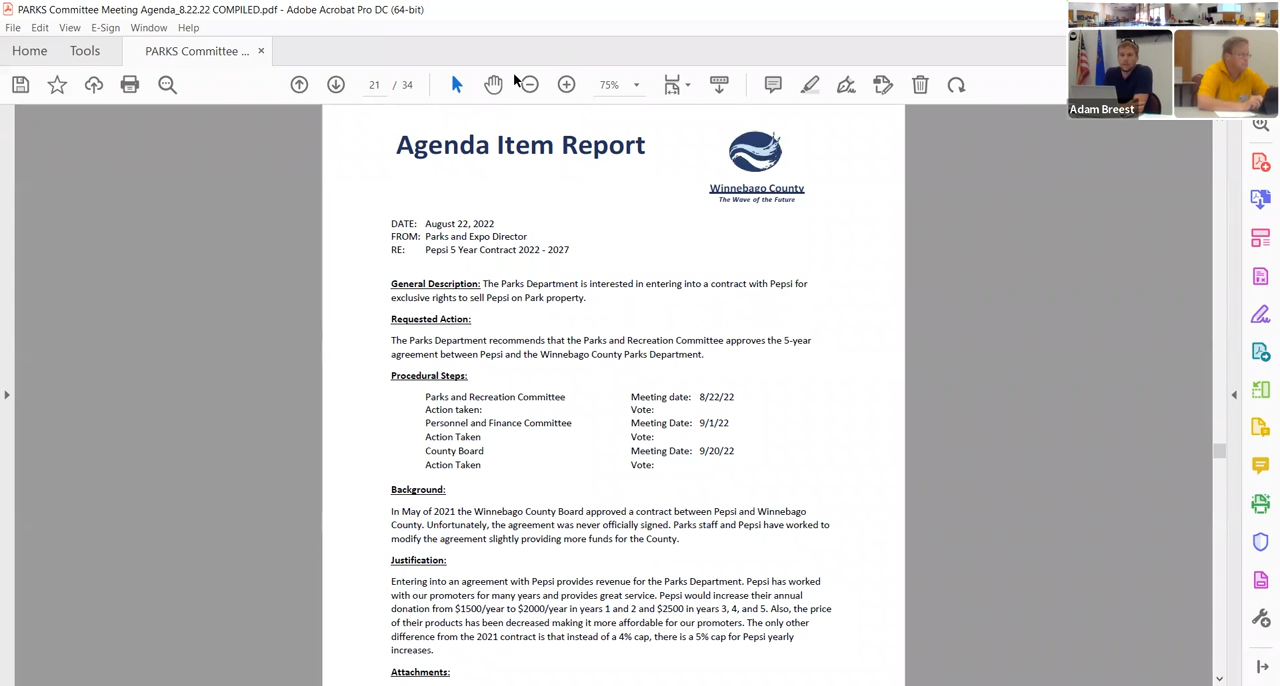 PARKS Committee Meeting Agenda_8.22.22 COMPILED.pdf - Adobe Acrobat Pro DC (64-bit)
File Edit View E-Sign Window Help
Home Tools PARKS Committee ... ×
21 / 34 75%
Adam Breest
Agenda Item Report
Winnebago County
The Wave of the Future
DATE: August 22, 2022
FROM: Parks and Expo Director
RE: Pepsi 5 Year Contract 2022 - 2027
General Description: The Parks Department is interested in entering into a contract with Pepsi for
exclusive rights to sell Pepsi on Park property.
Requested Action:
The Parks Department recommends that the Parks and Recreation Committee approves the 5-year
agreement between Pepsi and the Winnebago County Parks Department.
Procedural Steps:
Parks and Recreation Committee Meeting date: 8/22/22
Action taken: Vote:
Personnel and Finance Committee Meeting Date: 9/1/22
Action Taken Vote:
County Board Meeting Date: 9/20/22
Action Taken Vote:
Background:
In May of 2021 the Winnebago County Board approved a contract between Pepsi and Winnebago
County. Unfortunately, the agreement was never officially signed. Parks staff and Pepsi have worked to
modify the agreement slightly providing more funds for the County.
Justification:
Entering into an agreement with Pepsi provides revenue for the Parks Department. Pepsi has worked
with our promoters for many years and provides great service. Pepsi would increase their annual
donation from $1500/year to $2000/year in years 1 and 2 and $2500 in years 3, 4, and 5. Also, the price
of their products has been decreased making it more affordable for our promoters. The only other
difference from the 2021 contract is that instead of a 4% cap, there is a 5% cap for Pepsi yearly
increases.
Attachments: